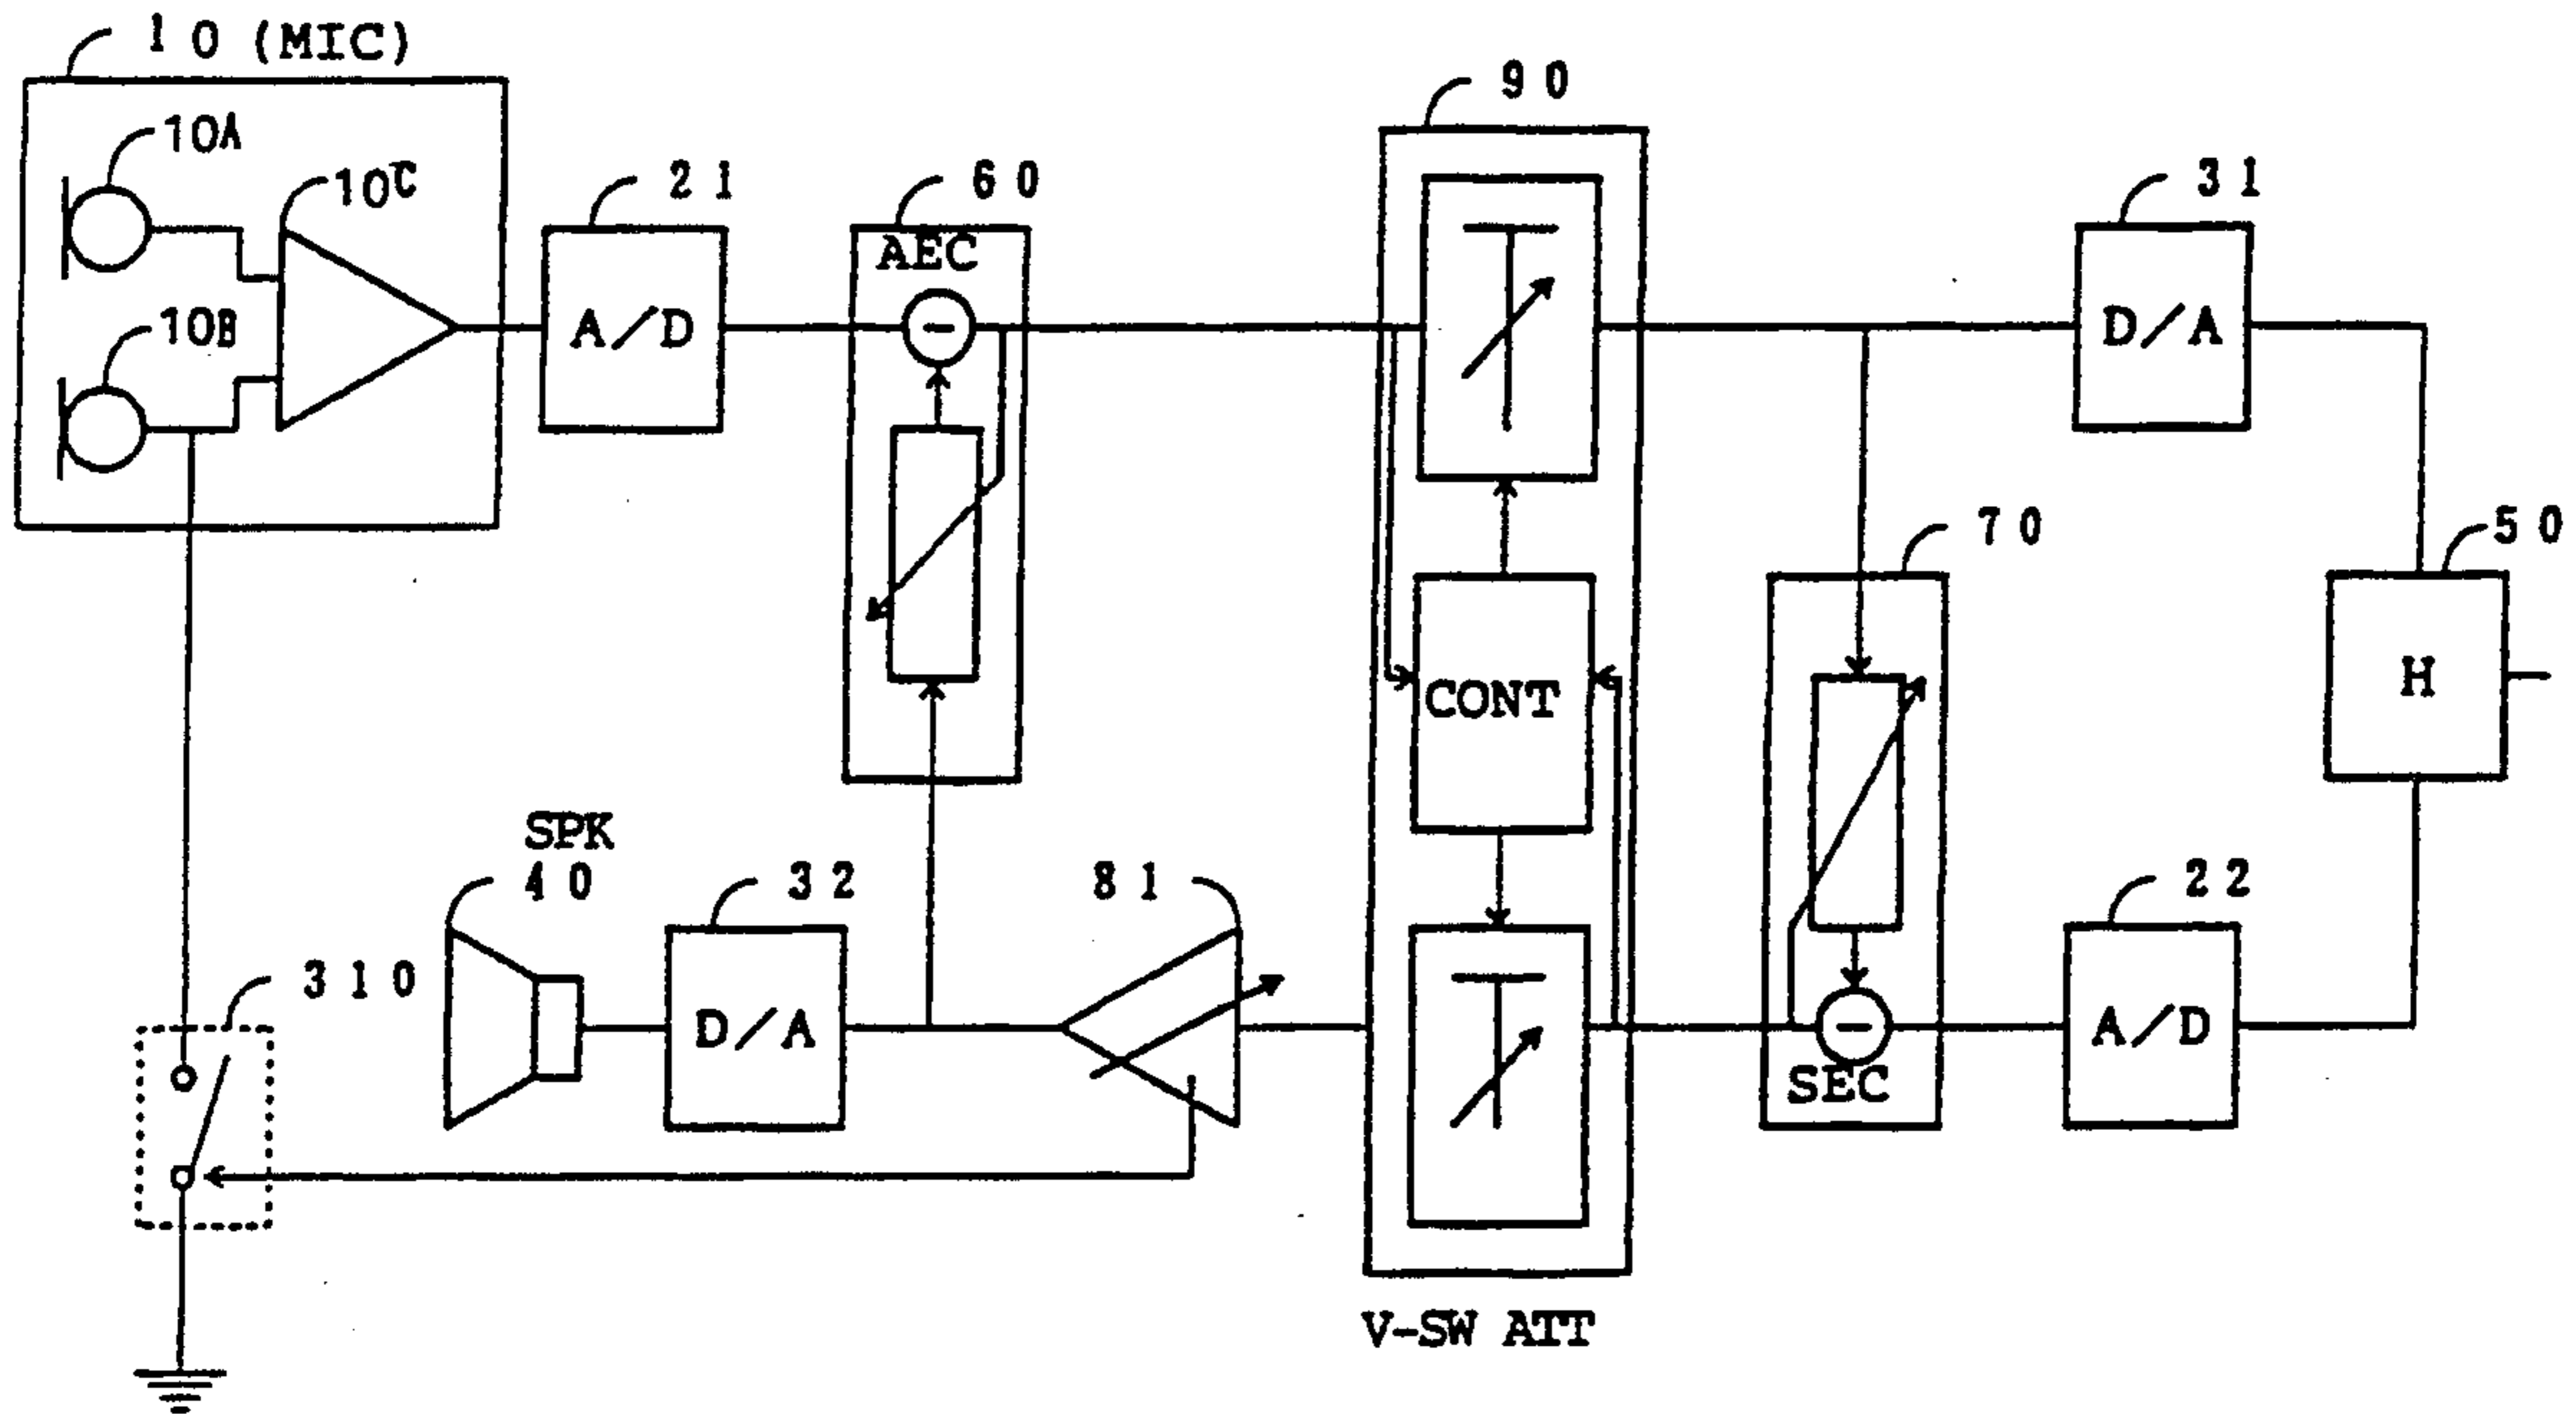 10 (MIC)
10A
10B
10C
21
A/D
60
AEC
-
90
CONT
V-SW ATT
31
D/A
70
-
SEC
50
H
22
A/D
81
32
D/A
SPK
40
310